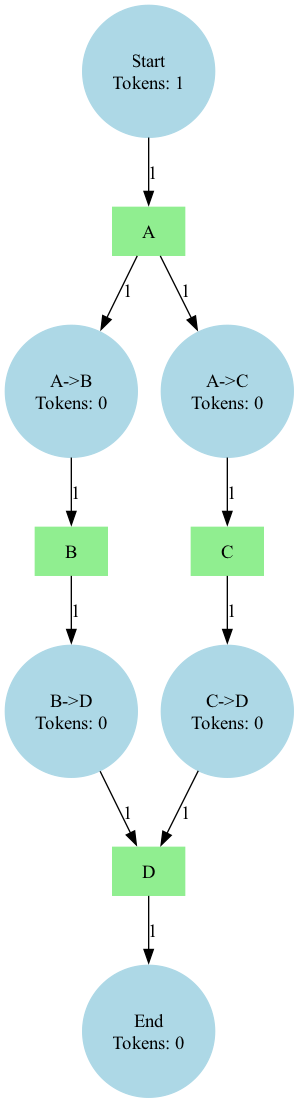 Start
Tokens: 1
1
A
1
1
A->B
Tokens: 0
A->C
Tokens: 0
1
1
B
C
1
1
B->D
Tokens: 0
C->D
Tokens: 0
1
1
D
1
End
Tokens: 0